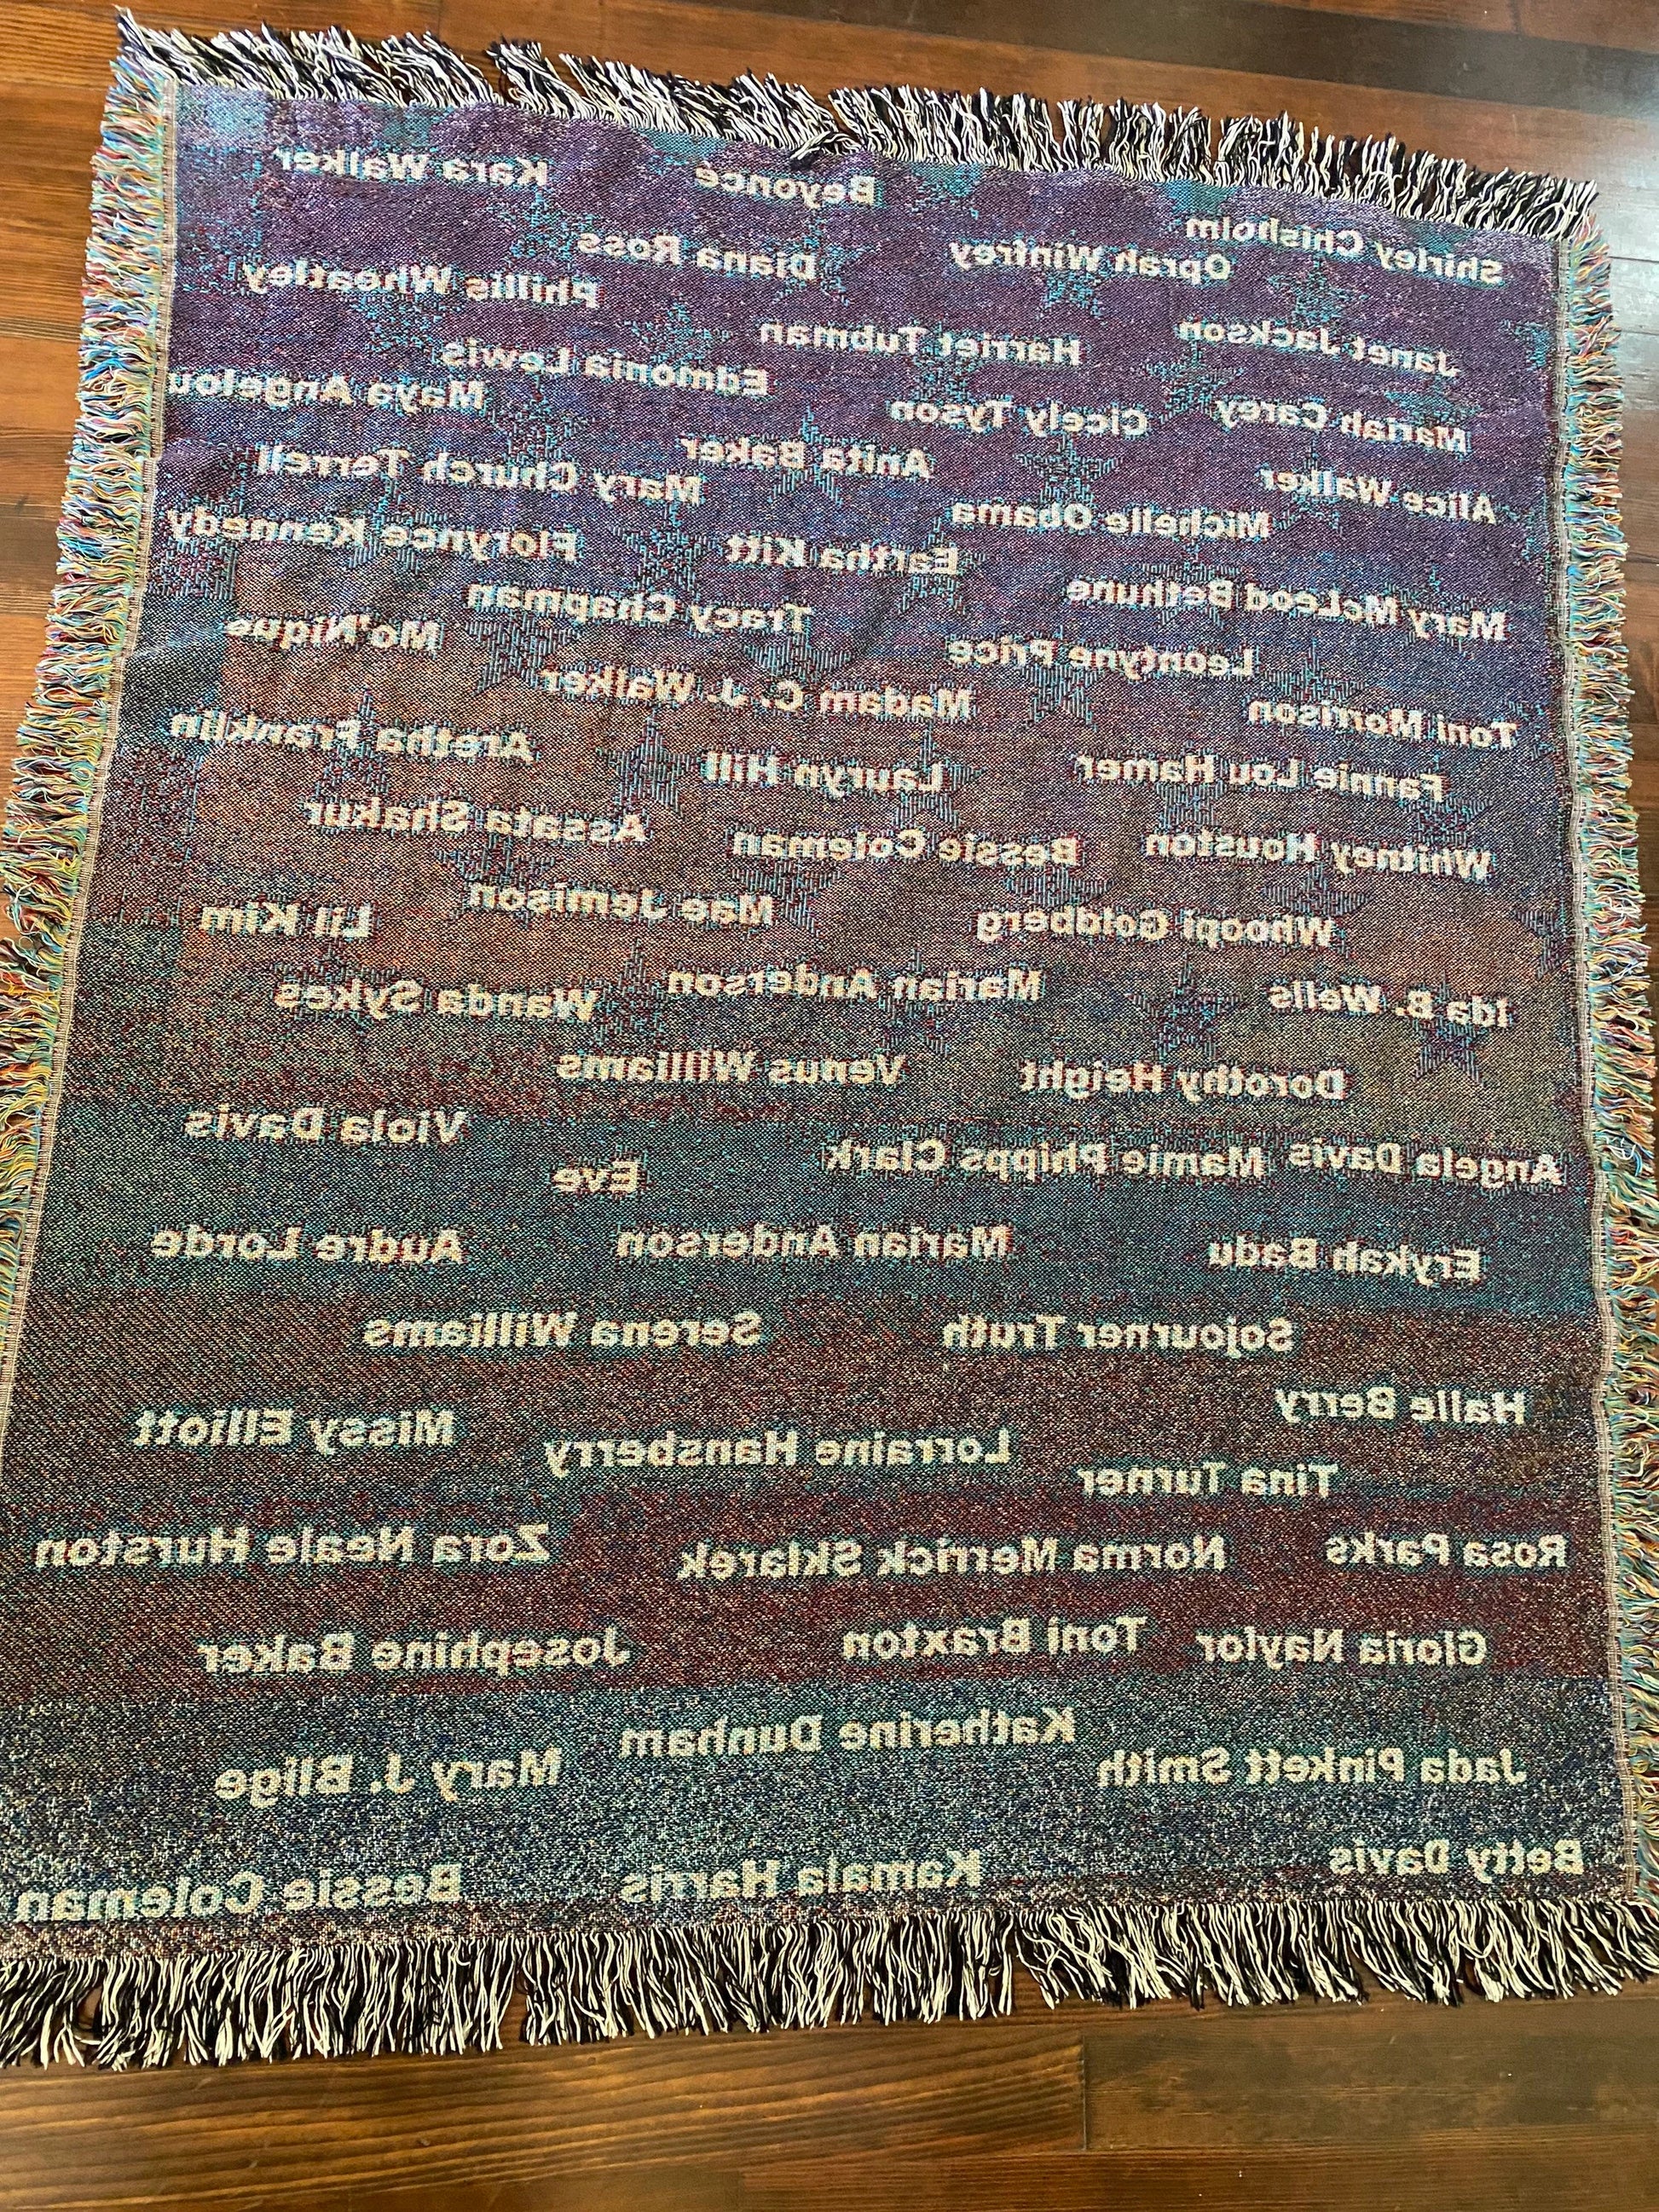 Shirley Chisholm
Beyonce
Kara Walker
Oprah Winfrey
Diana Ross
Phillis Wheatley
Janet Jackson
Harriet Tubman
Edmonia Lewis
Maya Angelou
Mariah Carey
Cicely Tyson
Anita Baker
Mary Church Terrell
Alice Walker
Michelle Obama
Eartha Kitt
Florynce Kennedy
Mary McLeod Bethune
Tracy Chapman
Mo'Nique
Leontyne Price
Madam C. J. Walker
Toni Morrison
Aretha Franklin
Fannie Lou Hamer
Lauryn Hill
Assata Shakur
Whitney Houston
Bessie Coleman
Mae Jemison
Lil Kim
Whoopi Goldberg
Ida B. Wells
Marian Anderson
Wanda Sykes
Dorothy Height
Venus Williams
Viola Davis
Angela Davis
Mamie Phipps Clark
Eve
Erykah Badu
Marian Anderson
Audre Lorde
Sojourner Truth
Serena Williams
Halle Berry
Lorraine Hansberry
Missy Elliott
Tina Turner
Rosa Parks
Norma Merrick Sklarek
Zora Neale Hurston
Gloria Naylor
Toni Braxton
Josephine Baker
Katherine Dunham
Jada Pinkett Smith
Mary J. Blige
Betty Davis
Kamala Harris
Bessie Coleman